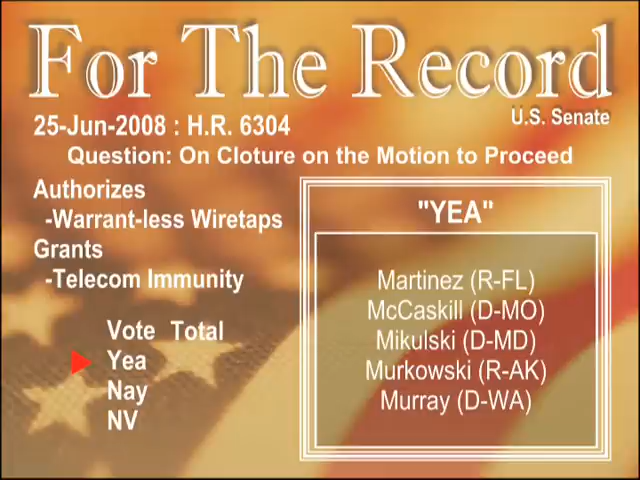 For The Record
U.S. Senate
25-Jun-2008 : H.R. 6304
Question: On Cloture on the Motion to Proceed
Authorizes
-Warrant-less Wiretaps
Grants
-Telecom Immunity
Vote Total
Yea
Nay
NV
"YEA"
Martinez (R-FL)
McCaskill (D-MO)
Mikulski (D-MD)
Murkowski (R-AK)
Murray (D-WA)